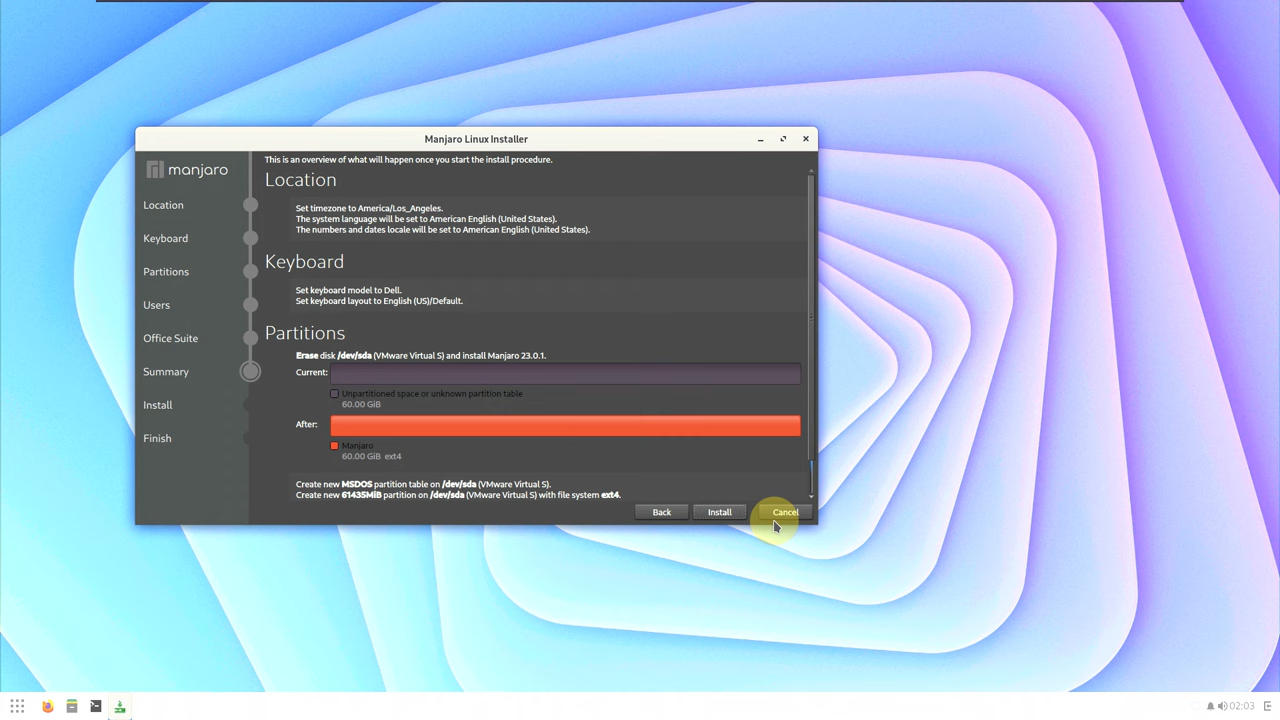 Manjaro Linux Installer
manjaro
Location
Keyboard
Partitions
Users
Office Suite
Summary
Install
Finish
This is an overview of what will happen once you start the install procedure.
Location
Set timezone to America/Los_Angeles.
The system language will be set to American English (United States).
The numbers and dates locale will be set to American English (United States).
Keyboard
Set keyboard model to Dell.
Set keyboard layout to English (US)/Default.
Partitions
Erase disk /dev/sda (VMware Virtual S) and install Manjaro 23.0.1.
Current:
Unpartitioned space or unknown partition table
60.00 GiB
After:
Manjaro
60.00 GiB ext4
Create new MSDOS partition table on /dev/sda (VMware Virtual S).
Create new 61435MiB partition on /dev/sda (VMware Virtual S) with file system ext4.
Back Install Cancel
02:03